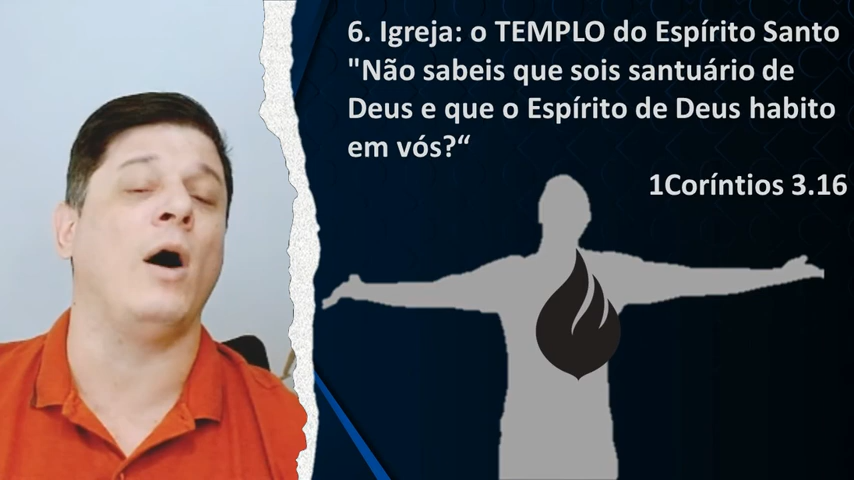 6. Igreja: o TEMPLO do Espírito Santo
"Não sabeis que sois santuário de
Deus e que o Espírito de Deus habito
em vós?“
1Coríntios 3.16